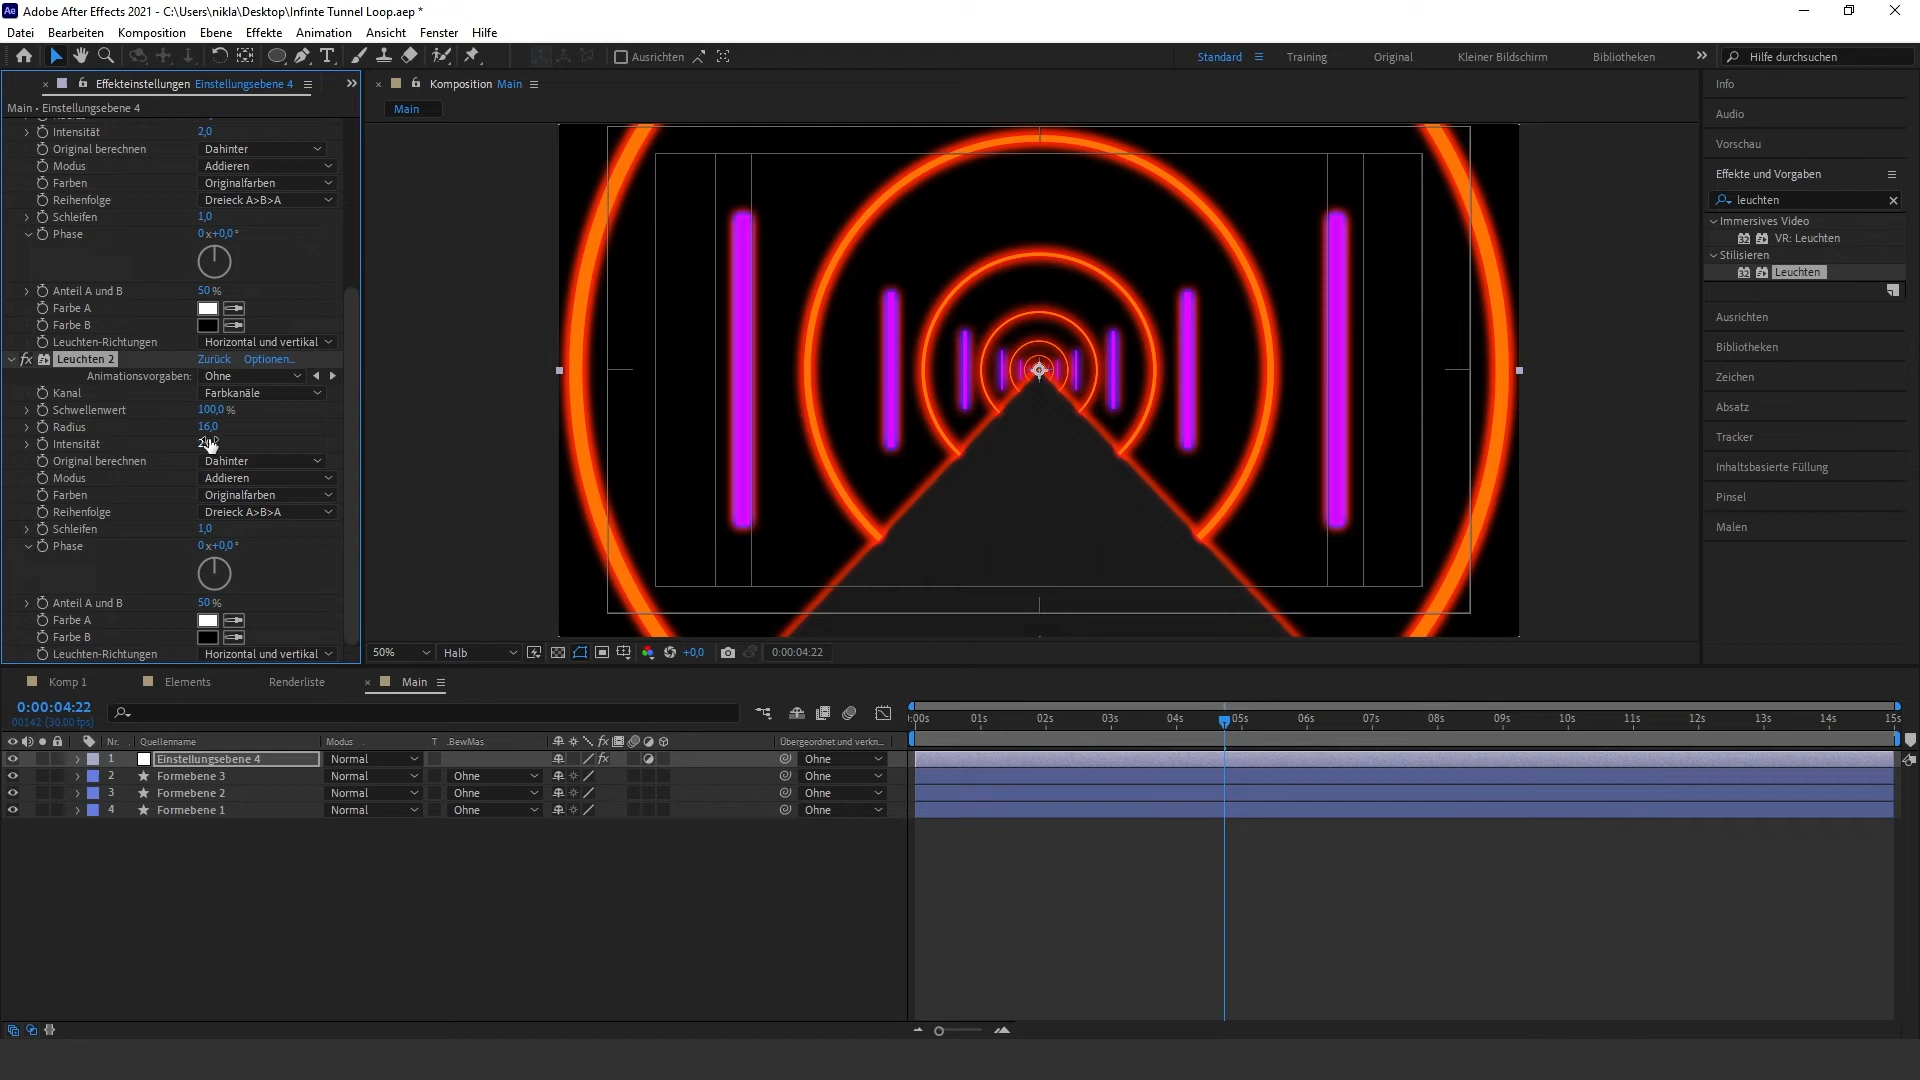 Adobe After Effects 2021 - C:\Users\nikla\Desktop\Infinte Tunnel Loop.aep *
Datei Bearbeiten Komposition Ebene Effekte Animation Ansicht Fenster Hilfe
Ausrichten Standard Training Original Kleiner Bildschirm Bibliotheken Hilfe durchsuchen
Effekteinstellungen Einstellungsebene 4
Main • Einstellungsebene 4
Intensität 2,0
Original berechnen Dahinter
Modus Addieren
Farben Originalfarben
Reihenfolge Dreieck A>B>A
Schleifen 1,0
Phase 0x+0,0°
Anteil A und B 50 %
Farbe A
Farbe B
Leuchten-Richtungen Horizontal und vertikal
fx Leuchten 2 Zurück Optionen...
Animationsvorgaben: Ohne
Kanal Farbkanäle
Schwellenwert 100,0 %
Radius 16,0
Intensität
Original berechnen Dahinter
Modus Addieren
Farben Originalfarben
Reihenfolge Dreieck A>B>A
Schleifen 1,0
Phase 0x+0,0°
Anteil A und B 50 %
Farbe A
Farbe B
Leuchten-Richtungen Horizontal und vertikal
Komposition Main
Main
50% Halb +0,0 0:00:04:22
Info
Audio
Vorschau
Effekte und Vorgaben
leuchten
Immersives Video
32 VR: Leuchten
Stilisieren
32 Leuchten
Ausrichten
Bibliotheken
Zeichen
Absatz
Tracker
Inhaltsbasierte Füllung
Pinsel
Malen
Komp 1 Elements Renderliste Main
0:00:04:22
00142 (30.00 fps)
:00s 01s 02s 03s 04s 05s 06s 07s 08s 09s 10s 11s 12s 13s 14s 15s
Nr. Quellenname Modus T .BewMas fx Übergeordnet und verkn...
1 Einstellungsebene 4 Normal fx Ohne
2 Formebene 3 Normal Ohne Ohne
3 Formebene 2 Normal Ohne Ohne
4 Formebene 1 Normal Ohne Ohne